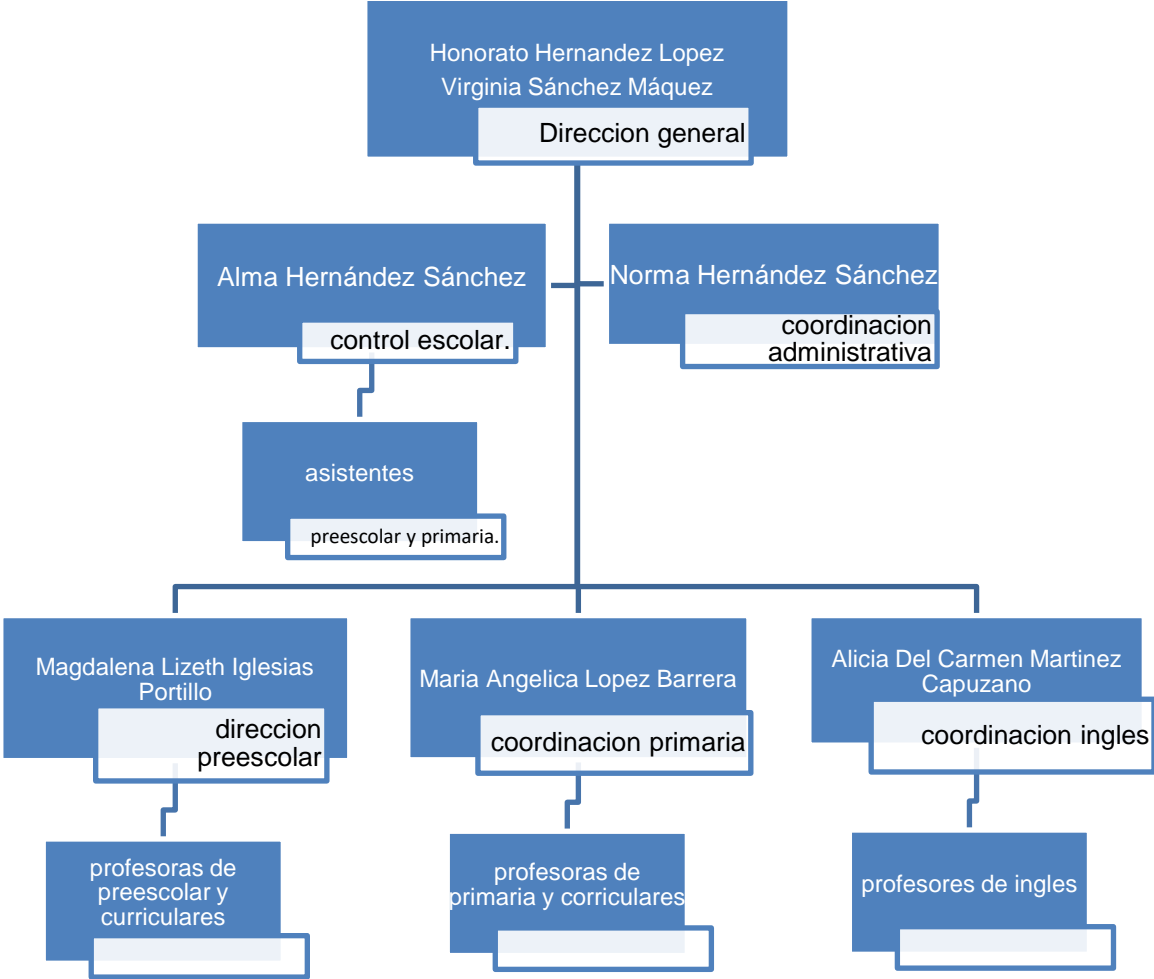 Honorato Hernandez Lopez
Virginia Sánchez Máquez
Direccion general
Alma Hernández Sánchez
control escolar.
Norma Hernández Sánchez
coordinacion
administrativa
asistentes
preescolar y primaria.
Magdalena Lizeth Iglesias
Portillo
direccion
preescolar
Maria Angelica Lopez Barrera
coordinacion primaria
Alicia Del Carmen Martinez
Capuzano
coordinacion ingles
profesoras de
preescolar y
curriculares
profesoras de
primaria y corriculares
profesores de ingles